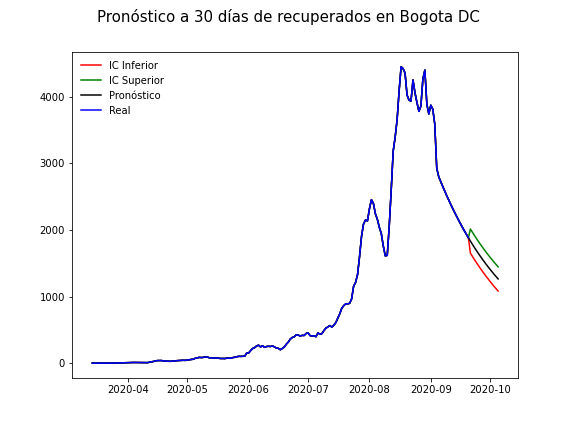 Pronóstico a 30 días de recuperados en Bogota DC
IC Inferior
IC Superior
Pronóstico
Real
4000
3000
2000
1000
0
2020-04 2020-05 2020-06 2020-07 2020-08 2020-09 2020-10